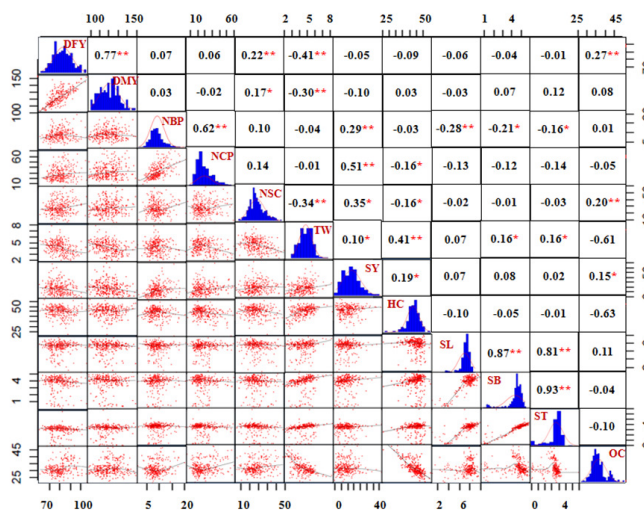 100 150 10 60 2 5 8 25 50 1 4 25 45
DFY 0.77** 0.07 0.06 0.22** -0.41** -0.05 -0.09 -0.06 -0.04 -0.01 0.27**
100 150 DMY 0.03 -0.02 0.17* -0.30** -0.10 0.03 -0.03 0.07 0.12 0.08
NBP 0.62** 0.10 -0.04 0.29** -0.03 -0.28** -0.21* -0.16* 0.01
10 60 NCP 0.14 -0.01 0.51** -0.16* -0.13 -0.12 -0.14 -0.05
NSC -0.34** 0.35* -0.16* -0.02 -0.01 -0.03 0.20**
2 5 8 TW 0.10* 0.41** 0.07 0.16* 0.16* -0.61
SY 0.19* 0.07 0.08 0.02 0.15*
25 50 HC -0.10 -0.05 -0.01 -0.63
SL 0.87** 0.81** 0.11
1 4 SB 0.93** -0.04
ST -0.10
25 45 OC
70 100 5 10 50 0 40 2 6 0 4